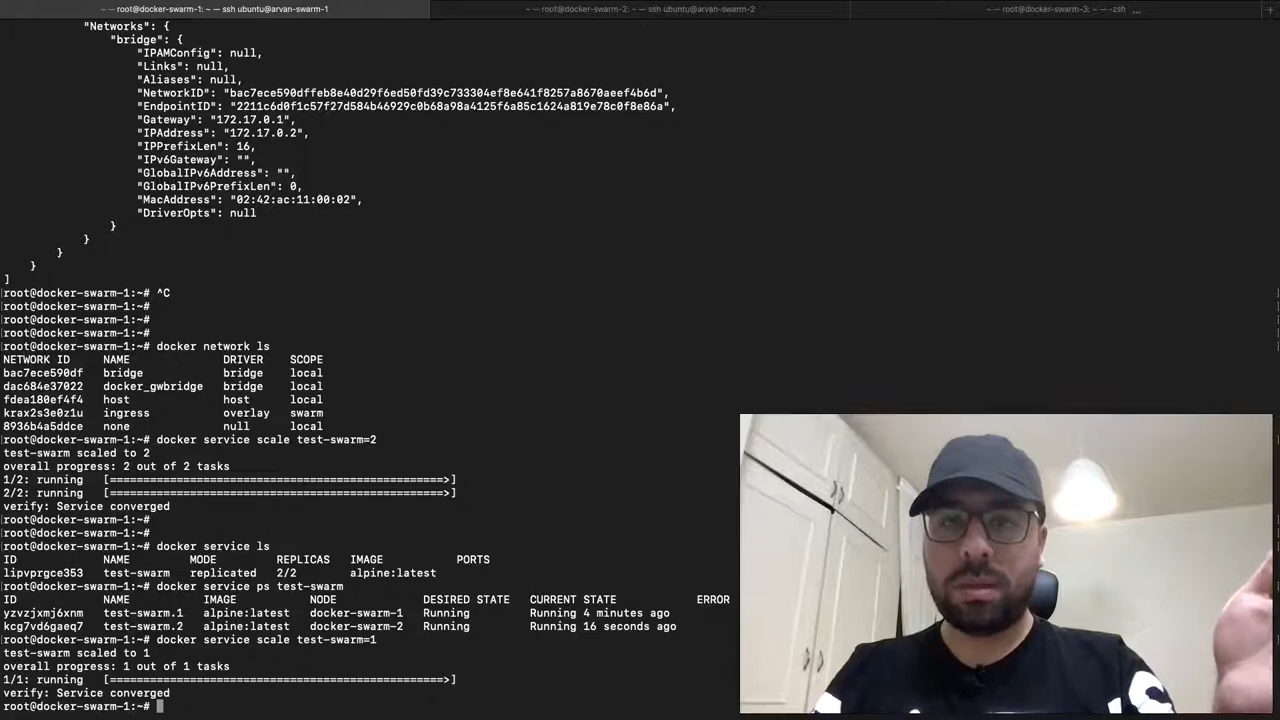 ~ — root@docker-swarm-1: ~ — ssh ubuntu@arvan-swarm-1
~ — root@docker-swarm-2: ~ — ssh ubuntu@arvan-swarm-2
~ — root@docker-swarm-3: ~ — -zsh ...
"Networks": {
"bridge": {
"IPAMConfig": null,
"Links": null,
"Aliases": null,
"NetworkID": "bac7ece590dffeb8e40d29f6ed50fd39c733304ef8e641f8257a8670aeef4b6d",
"EndpointID": "2211c6d0f1c57f27d584b46929c0b68a98a4125f6a85c1624a819e78c0f8e86a",
"Gateway": "172.17.0.1",
"IPAddress": "172.17.0.2",
"IPPrefixLen": 16,
"IPv6Gateway": "",
"GlobalIPv6Address": "",
"GlobalIPv6PrefixLen": 0,
"MacAddress": "02:42:ac:11:00:02",
"DriverOpts": null
}
}
}
}
]
root@docker-swarm-1:~# ^C
root@docker-swarm-1:~#
root@docker-swarm-1:~#
root@docker-swarm-1:~#
root@docker-swarm-1:~# docker network ls
NETWORK ID NAME DRIVER SCOPE
bac7ece590df bridge bridge local
dac684e37022 docker_gwbridge bridge local
fdea180ef4f4 host host local
krax2s3e0z1u ingress overlay swarm
8936b4a5ddce none null local
root@docker-swarm-1:~# docker service scale test-swarm=2
test-swarm scaled to 2
overall progress: 2 out of 2 tasks
1/2: running [==================================================>]
2/2: running [==================================================>]
verify: Service converged
root@docker-swarm-1:~#
root@docker-swarm-1:~#
root@docker-swarm-1:~# docker service ls
ID NAME MODE REPLICAS IMAGE PORTS
lipvprgce353 test-swarm replicated 2/2 alpine:latest
root@docker-swarm-1:~# docker service ps test-swarm
ID NAME IMAGE NODE DESIRED STATE CURRENT STATE ERROR
yzvzjxmj6xnm test-swarm.1 alpine:latest docker-swarm-1 Running Running 4 minutes ago
kcg7vd6gaeq7 test-swarm.2 alpine:latest docker-swarm-2 Running Running 16 seconds ago
root@docker-swarm-1:~# docker service scale test-swarm=1
test-swarm scaled to 1
overall progress: 1 out of 1 tasks
1/1: running [==================================================>]
verify: Service converged
root@docker-swarm-1:~#